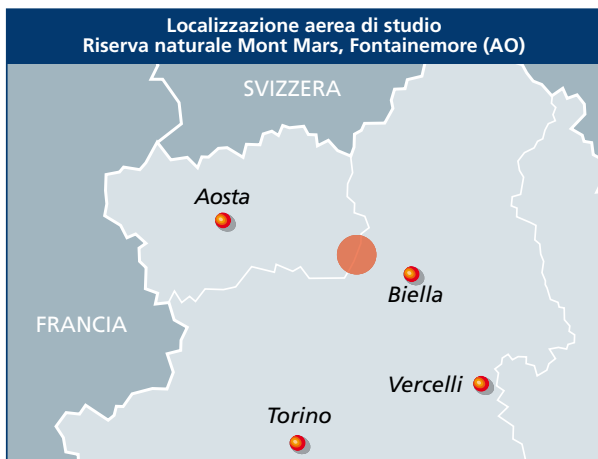 Localizzazione aerea di studio
Riserva naturale Mont Mars, Fontainemore (AO)
SVIZZERA
Aosta
Biella
FRANCIA
Vercelli
Torino